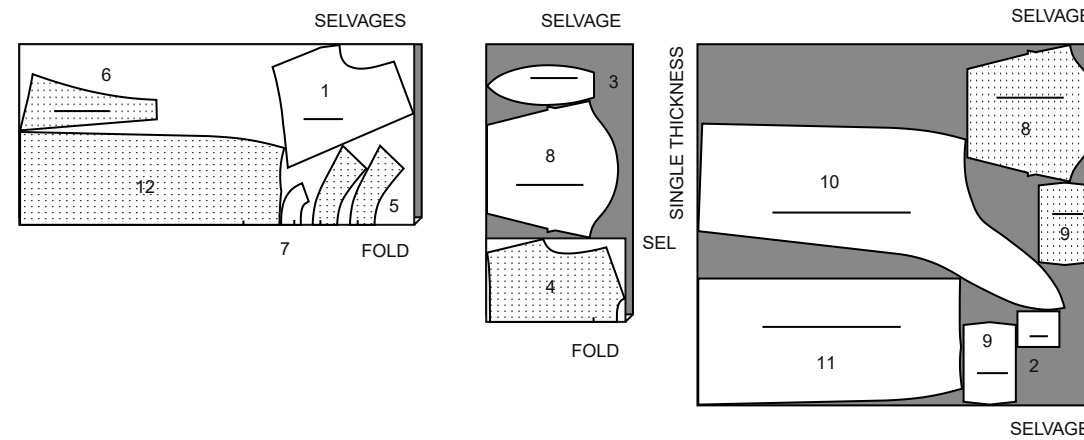 SELVAGES
6
1
12
5
7
FOLD
SELVAGE
3
8
4
SEL
FOLD
SINGLE THICKNESS
SELVAGE
8
10
9
11
9
2
SELVAGE